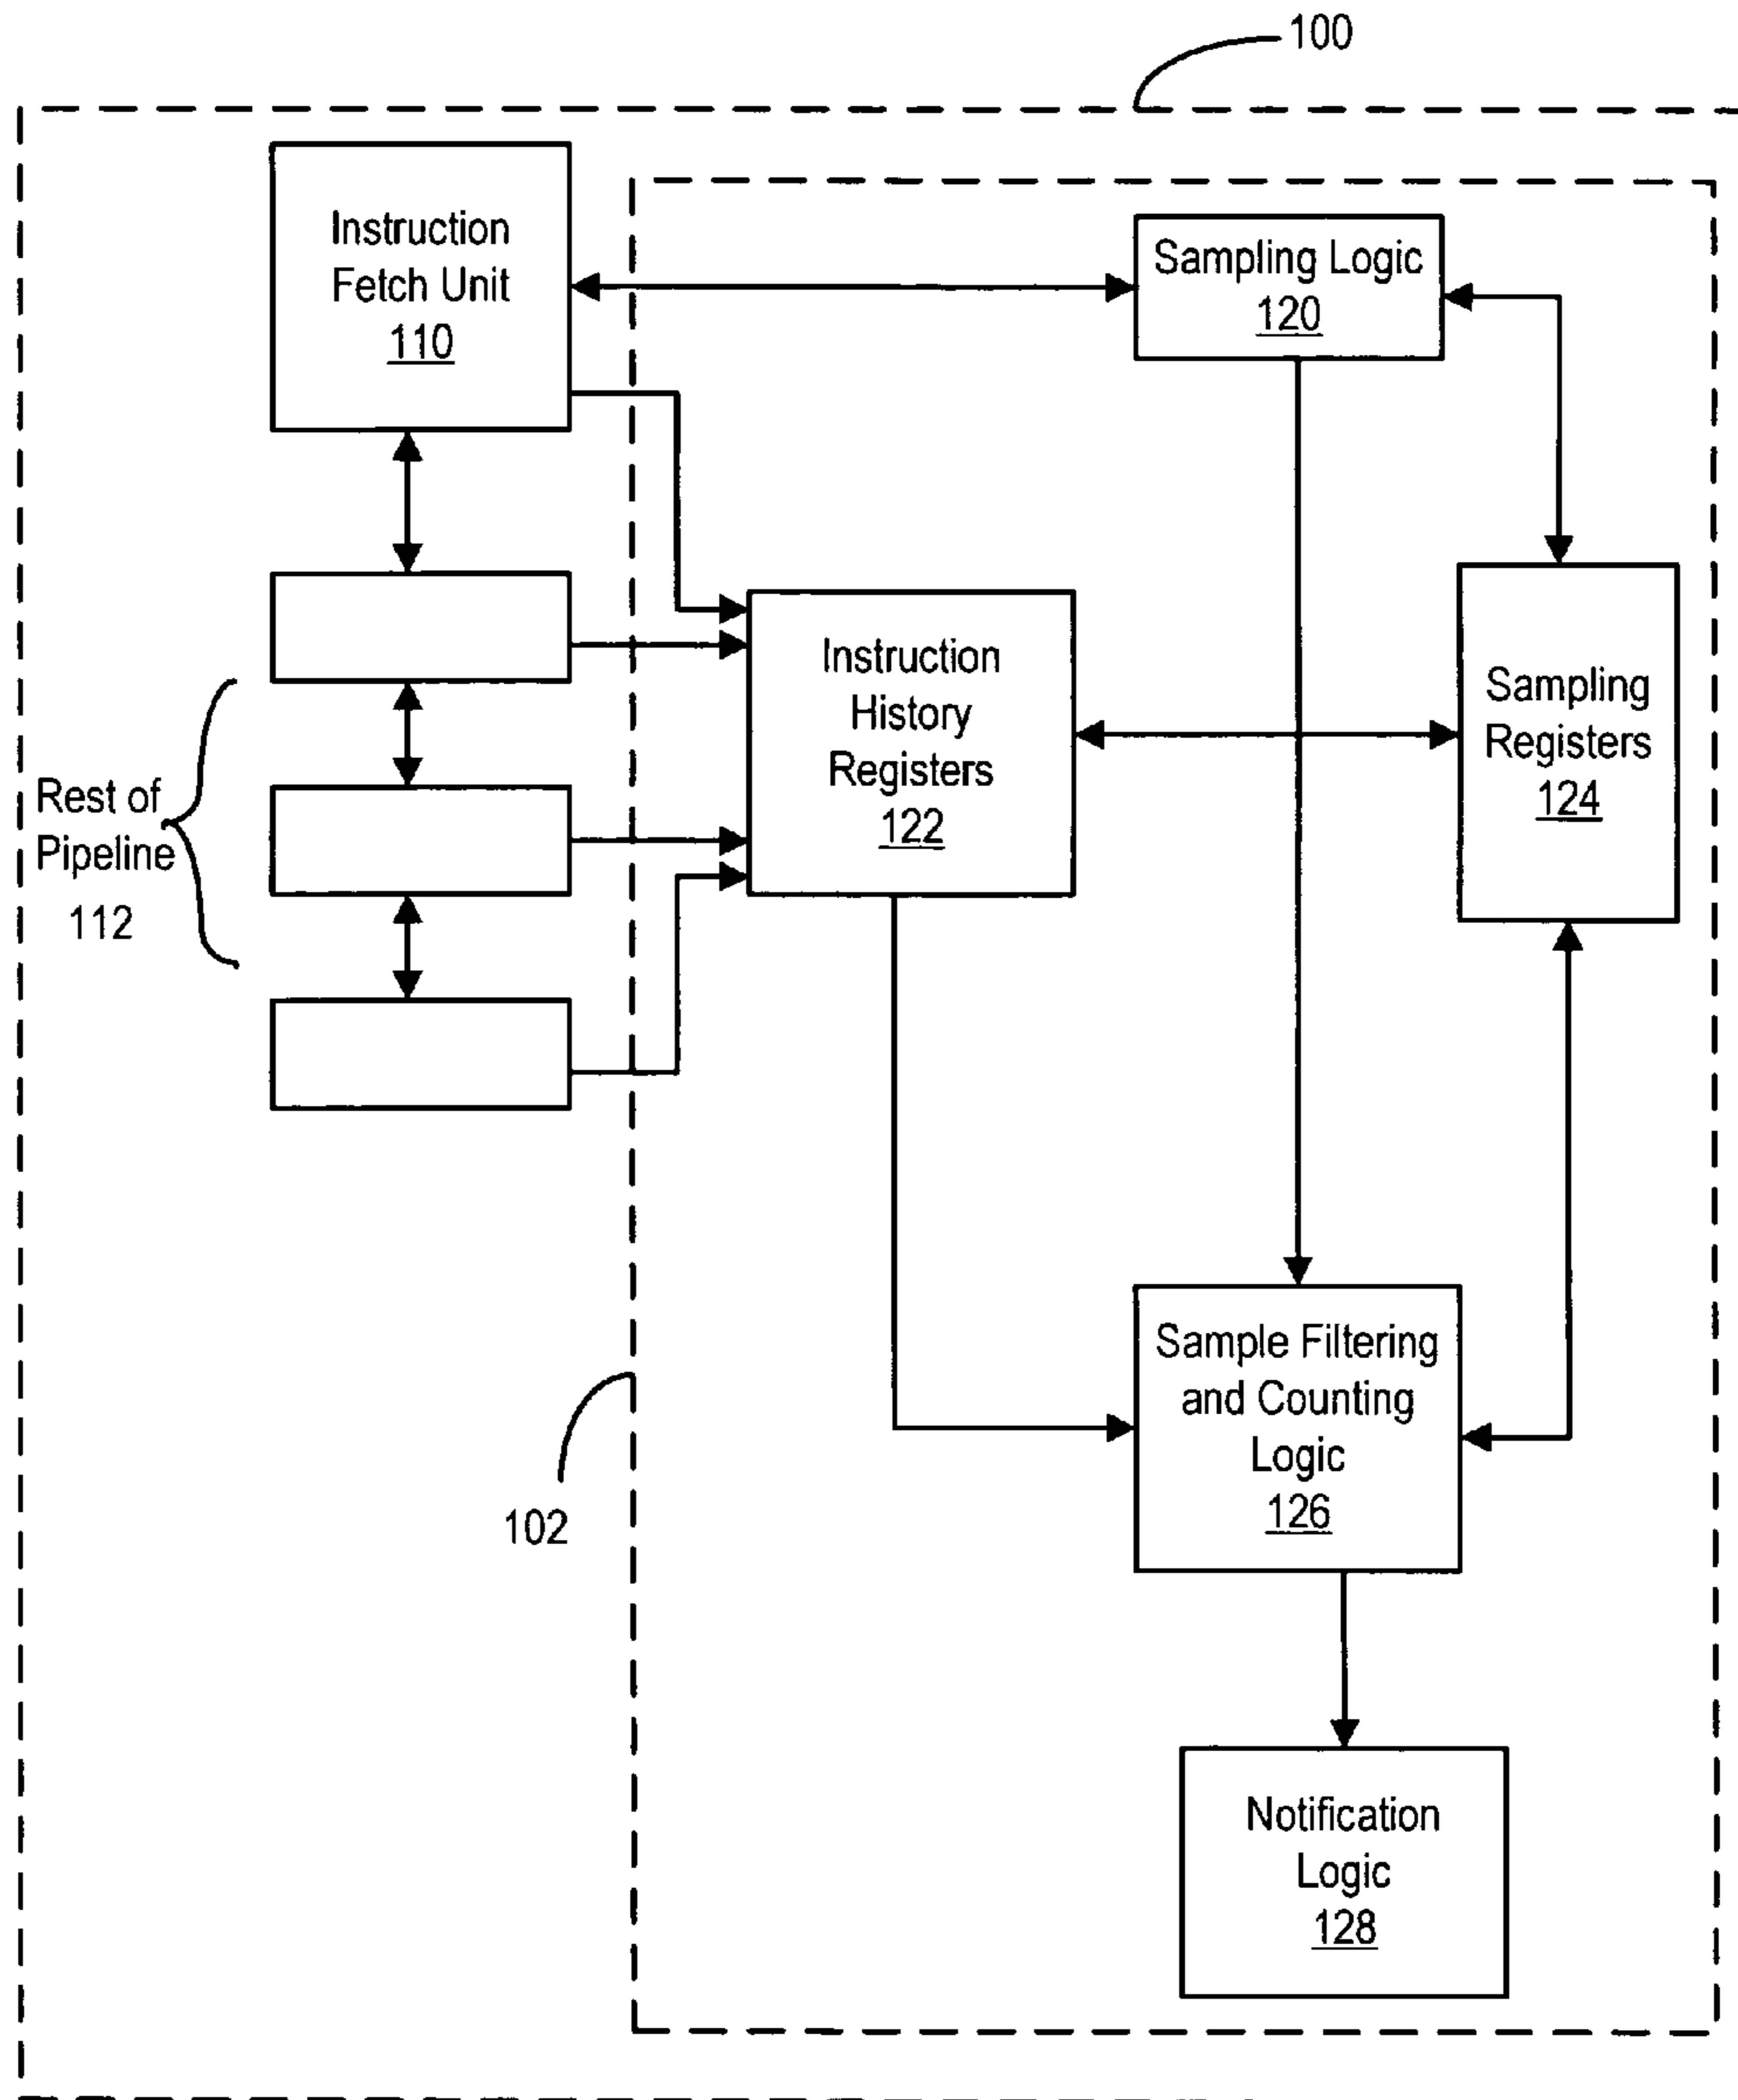 100
Instruction
Fetch Unit
110
Sampling Logic
120
Instruction
History
Registers
122
Sampling
Registers
124
Rest of
Pipeline
112
Sample Filtering
and Counting
Logic
126
102
Notification
Logic
128